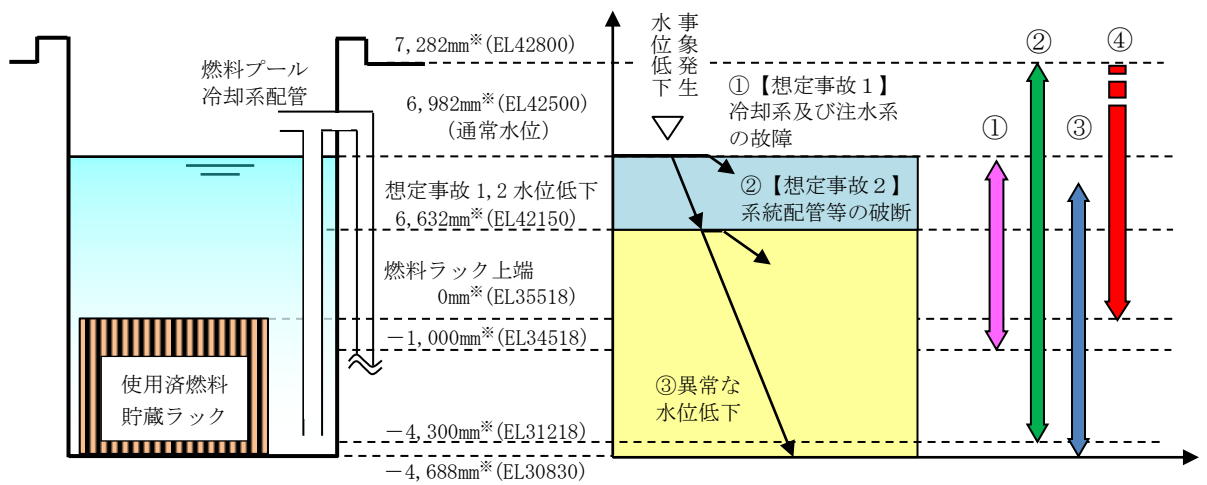 7,282mm※(EL42800)
燃料プール
冷却系配管
6,982mm※(EL42500)
(通常水位)
想定事故1,2水位低下
6,632mm※(EL42150)
燃料ラック上端
0mm※(EL35518)
－1,000mm※(EL34518)
使用済燃料
貯蔵ラック
－4,300mm※(EL31218)
－4,688mm※(EL30830)
事象発生
水位低下
①【想定事故１】
冷却系及び注水系
の故障
②【想定事故２】
系統配管等の破断
③異常な
水位低下
①
②
③
④